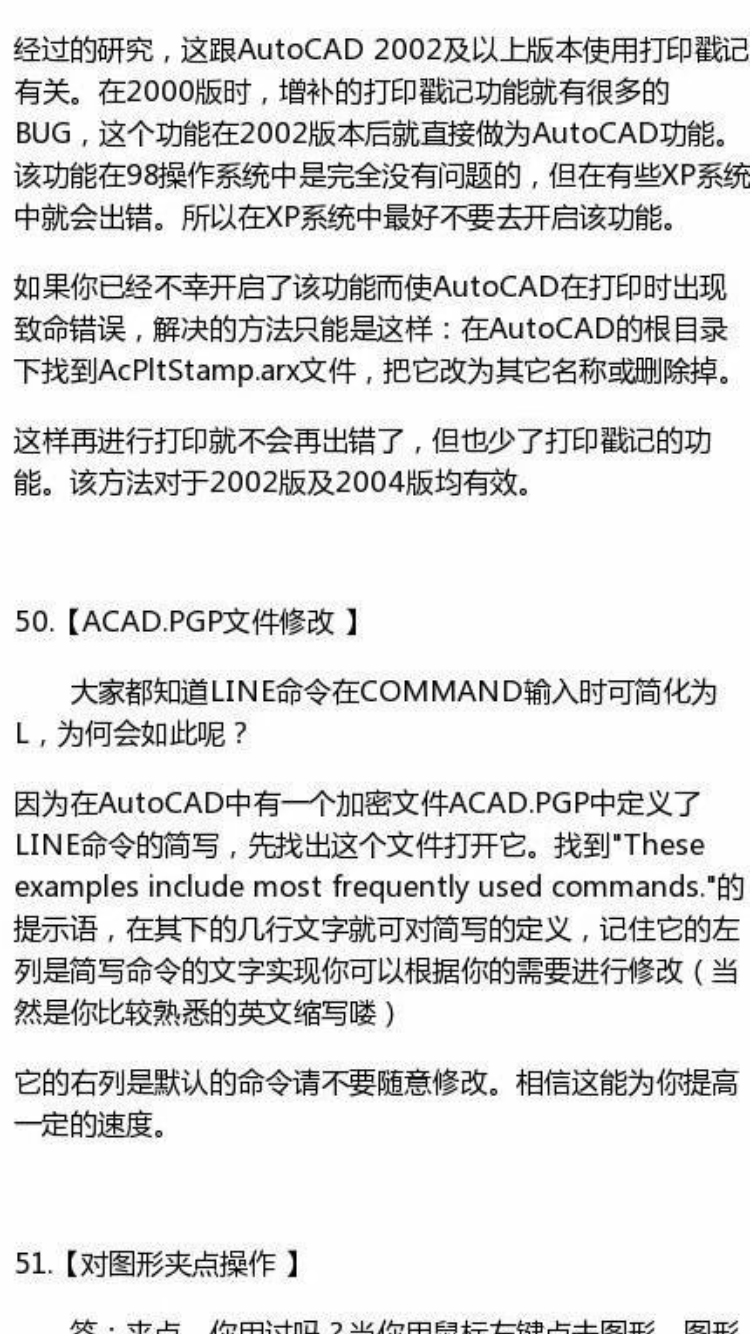 经过的研究，这跟AutoCAD 2002及以上版本使用打印戳记
有关。在2000版时，增补的打印戳记功能就有很多的
BUG，这个功能在2002版本后就直接做为AutoCAD功能。
该功能在98操作系统中是完全没有问题的，但在有些XP系统
中就会出错。所以在XP系统中最好不要去开启该功能。
如果你已经不幸开启了该功能而使AutoCAD在打印时出现
致命错误，解决的方法只能是这样：在AutoCAD的根目录
下找到AcPltStamp.arx文件，把它改为其它名称或删除掉。
这样再进行打印就不会再出错了，但也少了打印戳记的功
能。该方法对于2002版及2004版均有效。
50.【ACAD.PGP文件修改 】
大家都知道LINE命令在COMMAND输入时可简化为
L，为何会如此呢？
因为在AutoCAD中有一个加密文件ACAD.PGP中定义了
LINE命令的简写，先找出这个文件打开它。找到"These
examples include most frequently used commands."的
提示语，在其下的几行文字就可对简写的定义，记住它的左
列是简写命令的文字实现你可以根据你的需要进行修改（当
然是你比较熟悉的英文缩写喽）
它的右列是默认的命令请不要随意修改。相信这能为你提高
一定的速度。
51.【对图形夹点操作 】
答：夹点，你用过吗？当你用鼠标左键点击图形，图形